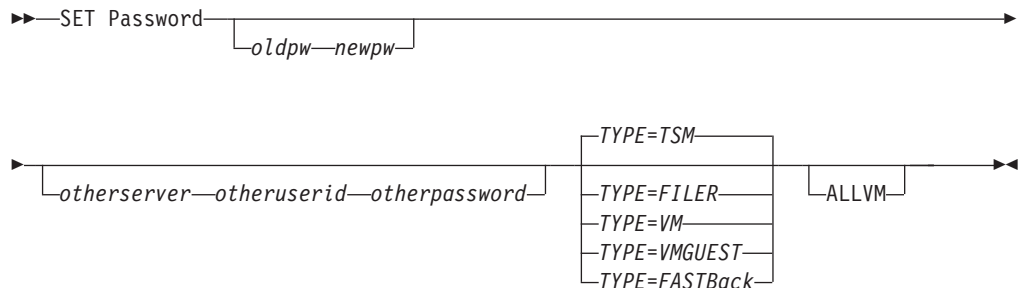 SET Password
oldpw newpw
TYPE=TSM
otherserver otheruserid otherpassword
TYPE=FILER
ALLVM
TYPE=VM
TYPE=VMGUEST
TYPE=FASTBack